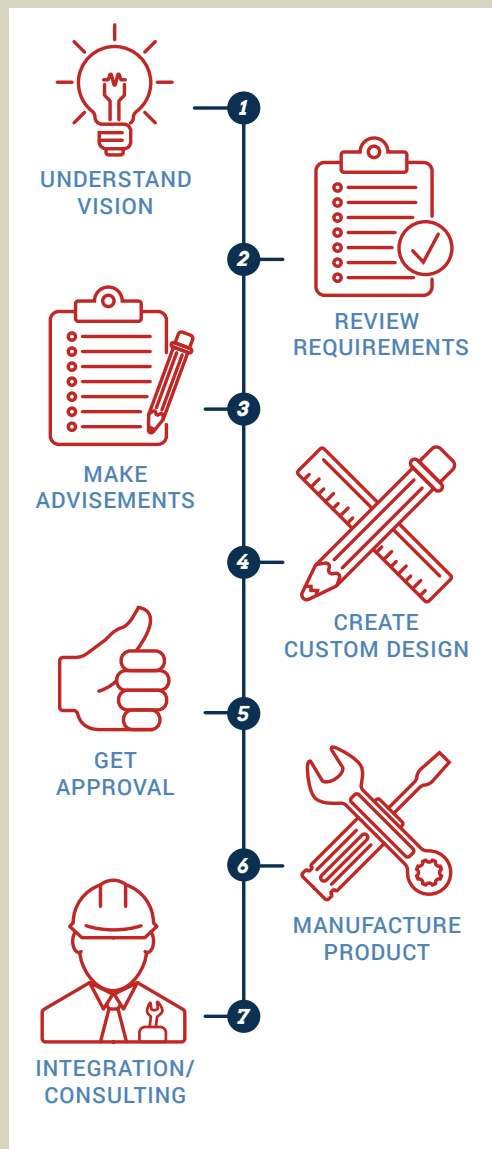 1
UNDERSTAND
VISION
2
REVIEW
REQUIREMENTS
3
MAKE
ADVISEMENTS
4
CREATE
CUSTOM DESIGN
5
GET
APPROVAL
6
MANUFACTURE
PRODUCT
7
INTEGRATION/
CONSULTING